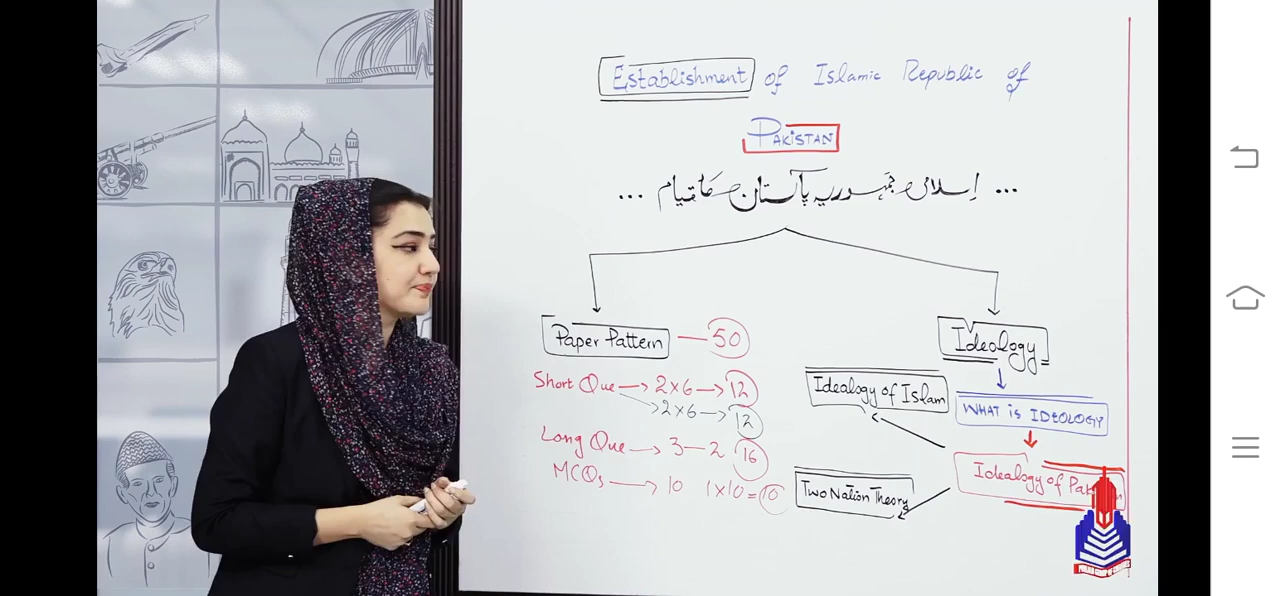 Establishment of Islamic Republic of
PAKISTAN
... اسلامی جمہوریہ پاکستان کا قیام ...
Paper Pattern — 50
Short Que → 2×6 → 12
→ 2×6 → 12
Long Que → 3 — 2 16
MCQs → 10 1×10 = 10
Ideology
WHAT is IDEOLOGY
Idealogy of Islam
Idealogy of
Two Nation Theory